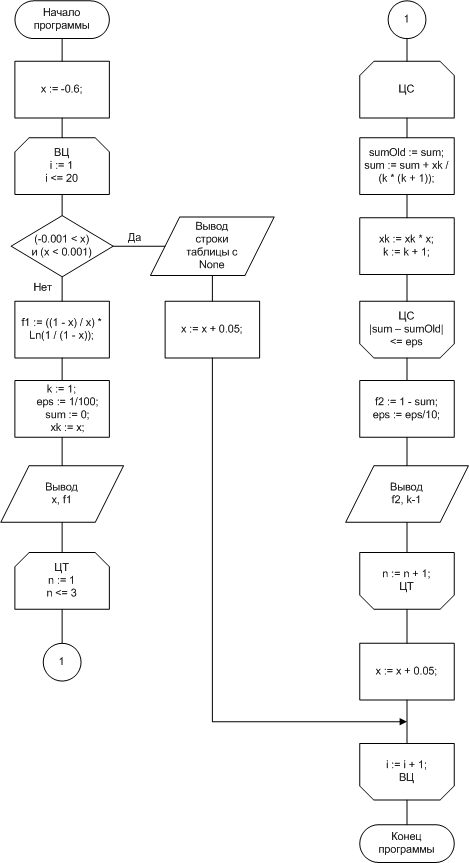 Начало
программы
x := -0.6;
ВЦ
i := 1
i <= 20
(-0.001 < x)
и (x < 0.001)
Да
Нет
Вывод
строки
таблицы с
None
x := x + 0.05;
f1 := ((1 - x) / x) *
Ln(1 / (1 - x));
k := 1;
eps := 1/100;
sum := 0;
xk := x;
Вывод
x, f1
ЦТ
n := 1
n <= 3
1
1
ЦС
sumOld := sum;
sum := sum + xk /
(k * (k + 1));
xk := xk * x;
k := k + 1;
ЦС
|sum – sumOld|
<= eps
f2 := 1 - sum;
eps := eps/10;
Вывод
f2, k-1
n := n + 1;
ЦТ
x := x + 0.05;
i := i + 1;
ВЦ
Конец
программы